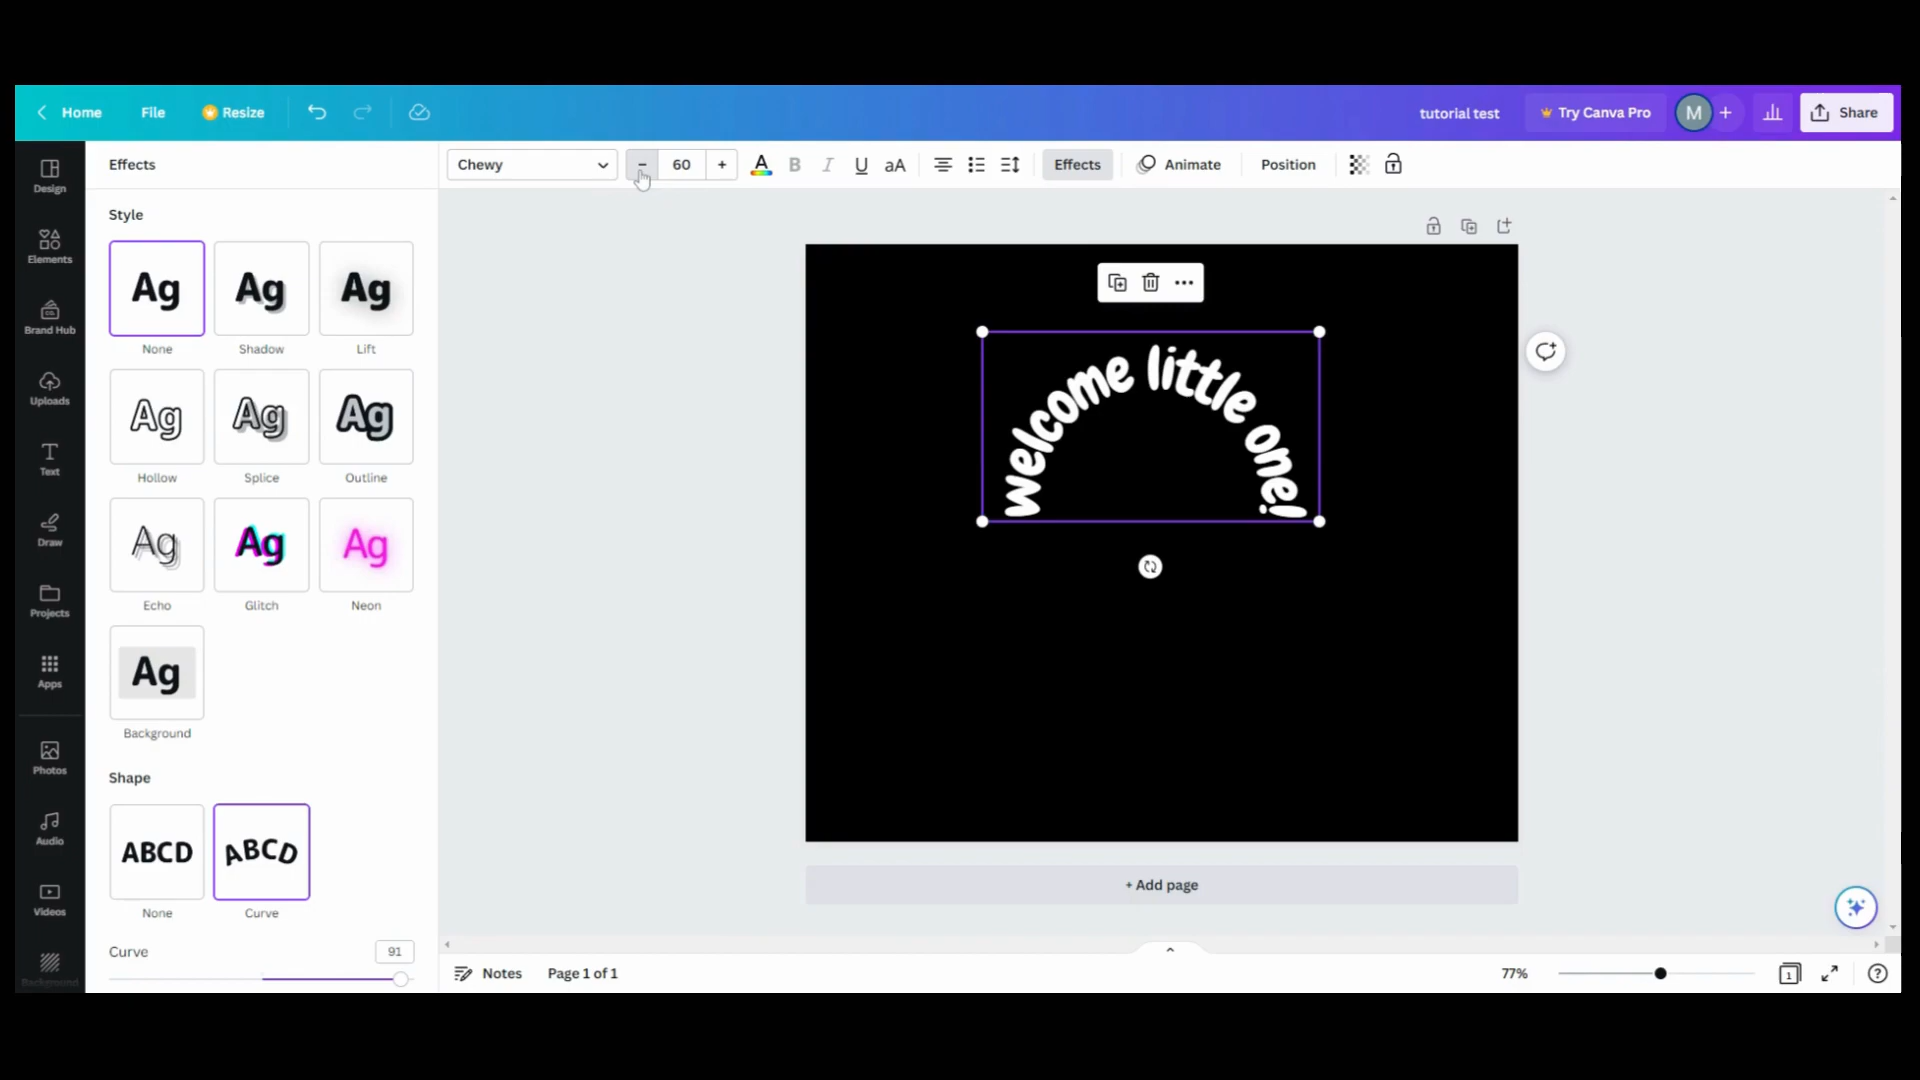 Home File Resize tutorial test Try Canva Pro M + Share
Effects Chewy - 60 + A B I U aA Effects Animate Position
Design
Elements
Brand Hub
Uploads
Text
Draw
Projects
Apps
Photos
Audio
Videos
Background
Style
Ag Ag Ag
None Shadow Lift
Ag Ag Ag
Hollow Splice Outline
Ag Ag Ag
Echo Glitch Neon
Ag
Background
Shape
ABCD ABCD
None Curve
Curve 91
welcome little one!
+ Add page
Notes Page 1 of 1 77% 1 ?